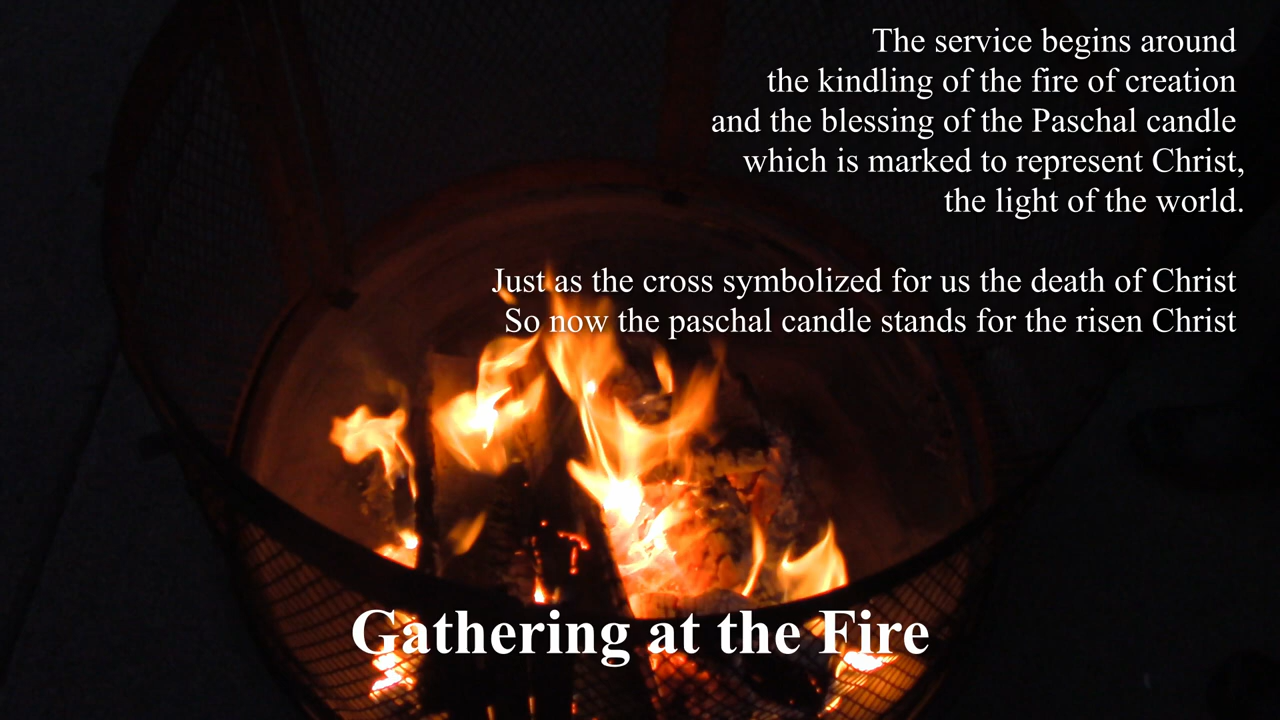 The service begins around
the kindling of the fire of creation
and the blessing of the Paschal candle
which is marked to represent Christ,
the light of the world.
Just as the cross symbolized for us the death of Christ
So now the paschal candle stands for the risen Christ
Gathering at the Fire